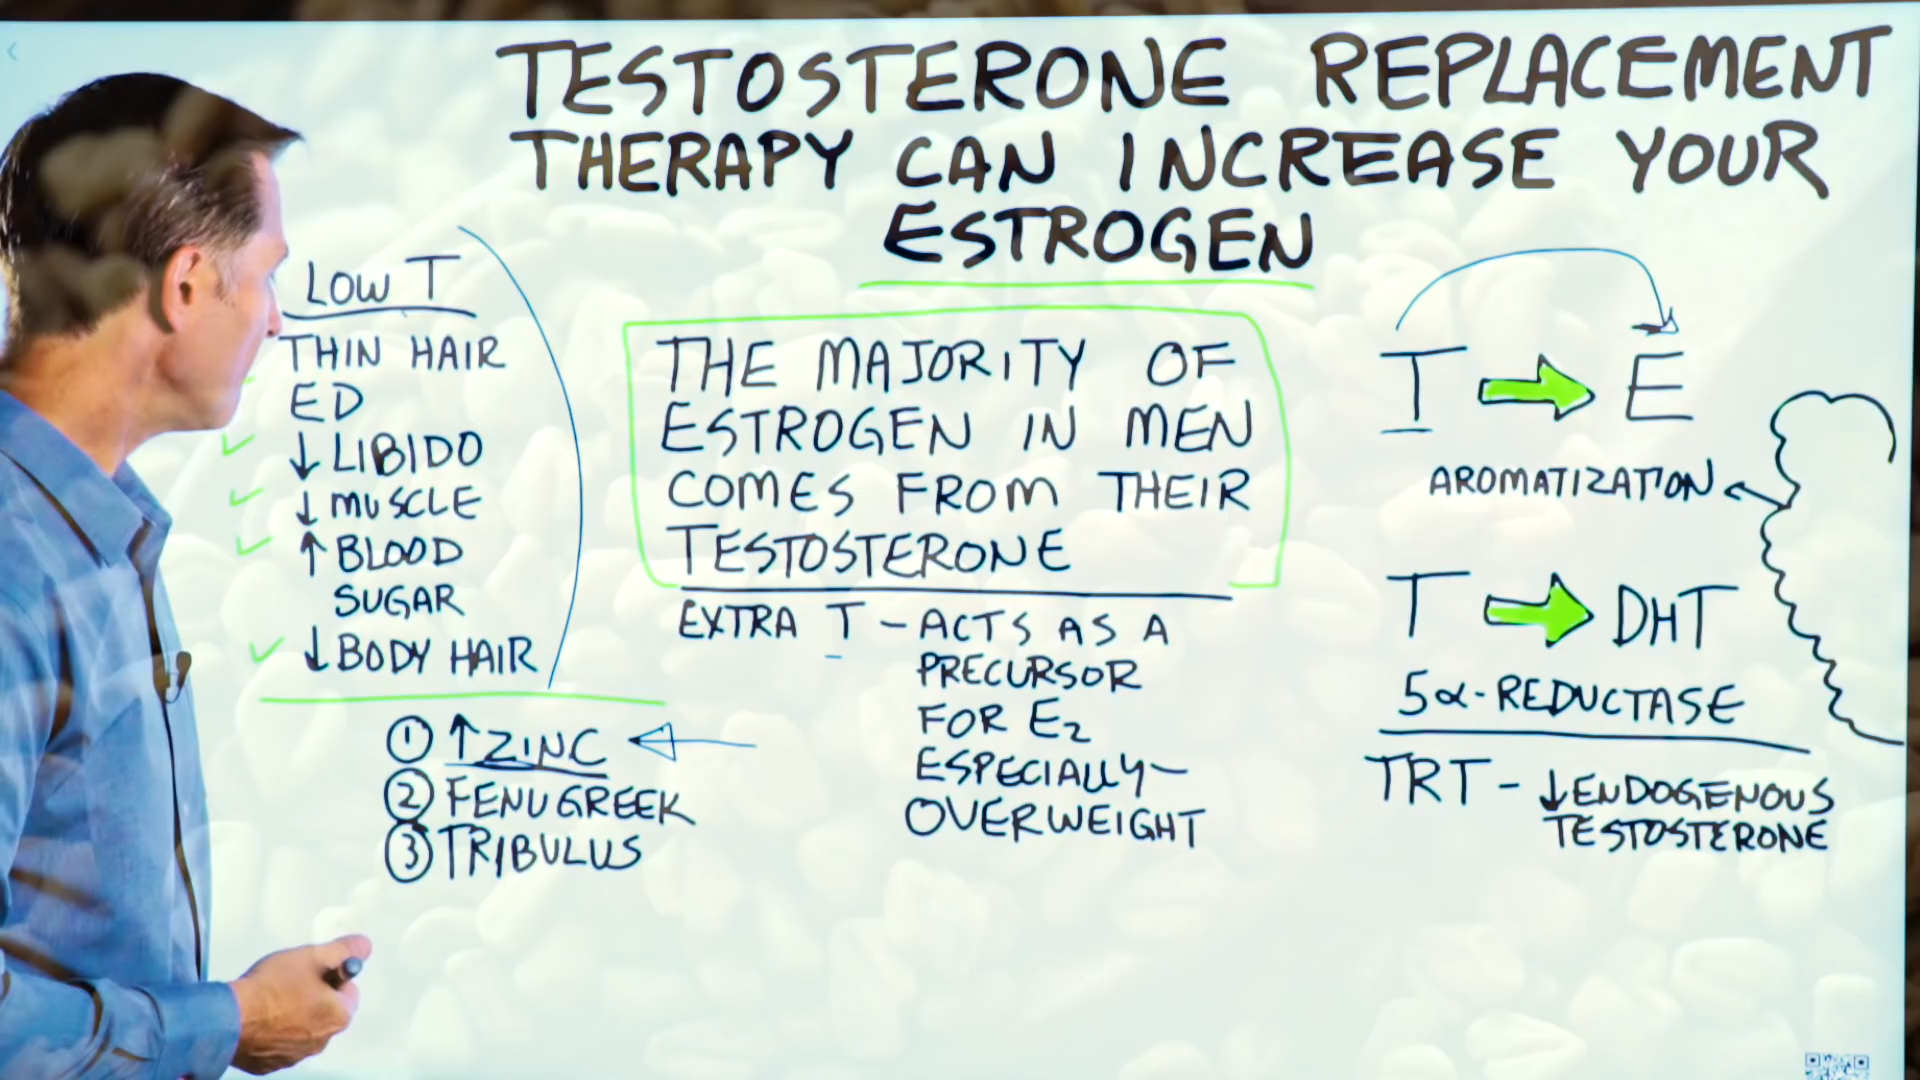 TESTOSTERONE REPLACEMENT
THERAPY CAN INCREASE YOUR
ESTROGEN
LOW T
THIN HAIR
ED
↓ LIBIDO
↓ MUSCLE
↑ BLOOD
SUGAR
↓ BODY HAIR
① ↑ ZINC
② FENUGREEK
③ TRIBULUS
THE MAJORITY OF
ESTROGEN IN MEN
COMES FROM THEIR
TESTOSTERONE
EXTRA T - ACTS AS A
PRECURSOR
FOR E2
ESPECIALLY-
OVERWEIGHT
T → E
AROMATIZATION
T → DHT
5α-REDUCTASE
TRT - ↓ ENDOGENOUS
TESTOSTERONE